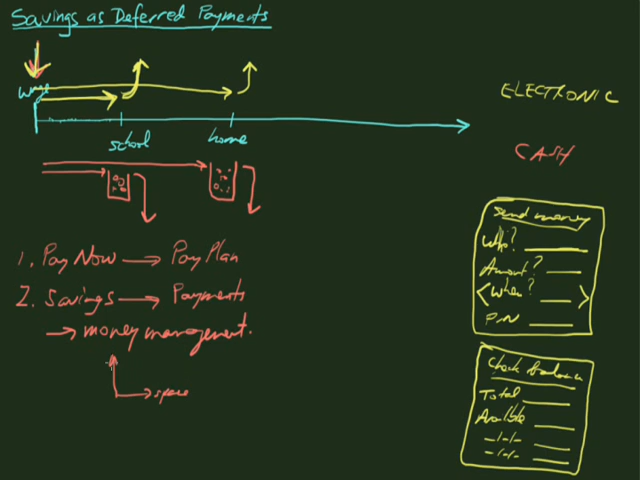 Savings as Deferred Payments
wage
school
home
ELECTRONIC
CASH
1. Pay Now → Pay Plan
2. Savings → Payments
→ money management.
space
Send money
Who?
Amount?
<When? >
PIN
Check Balance
Total
Available
-/-/-
-/-/-